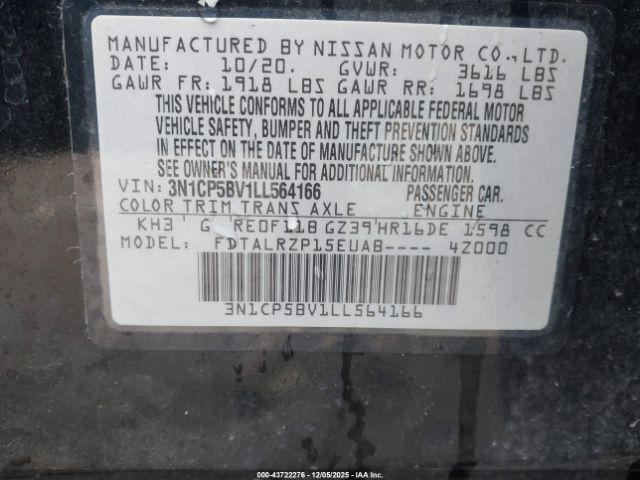 MANUFACTURED BY NISSAN MOTOR CO.,LTD.
DATE: 10/20. GVWR: 3616 LBS
GAWR FR: 1918 LBS GAWR RR: 1698 LBS
THIS VEHICLE CONFORMS TO ALL APPLICABLE FEDERAL MOTOR
VEHICLE SAFETY, BUMPER AND THEFT PREVENTION STANDARDS
IN EFFECT ON THE DATE OF MANUFACTURE SHOWN ABOVE.
SEE OWNER'S MANUAL FOR ADDITIONAL INFORMATION.
VIN: 3N1CP5BV1LL564166 PASSENGER CAR.
COLOR TRIM TRANS AXLE ENGINE
KH3 G RE0F11B GZ39 HR16DE 1598 CC
MODEL: FDTALRZP15EUAB---- 4Z000
3N1CP5BV1LL564166
000-43722276 - 12/05/2025 - IAA Inc.